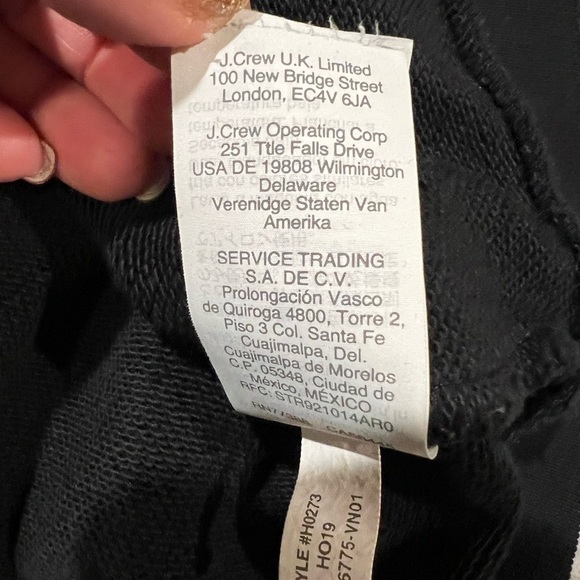 J.Crew U.K. Limited
100 New Bridge Street
London, EC4V 6JA
J.Crew Operating Corp
251 Ttle Falls Drive
USA DE 19808 Wilmington
Delaware
Verenidge Staten Van
Amerika
SERVICE TRADING
S.A. DE C.V.
Prolongación Vasco
de Quiroga 4800, Torre 2,
Piso 3 Col. Santa Fe
Cuajimalpa, Del.
Cuajimalpa de Morelos
C.P. 05348, Ciudad de
México, MÉXICO
RFC: STR921014AR0
YLE #H0273
HO19
6775-VN01